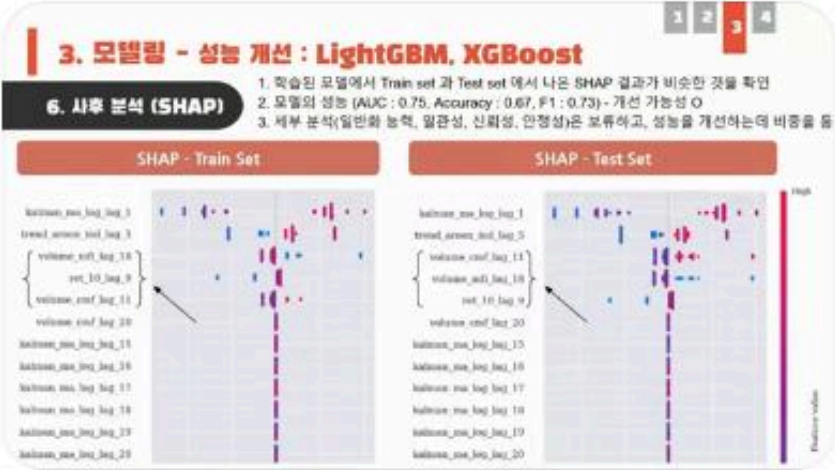 1 2 3 4
3. 모델링 - 성능 개선 : LightGBM, XGBoost
6. 사후 분석 (SHAP)
1. 학습된 모델에서 Train set 과 Test set 에서 나온 SHAP 결과가 비슷한 것을 확인
2. 모델의 성능 (AUC : 0.75, Accuracy : 0.67, F1 : 0.73) - 개선 가능성 O
3. 세부 분석(일반화 능력, 일관성, 신뢰성, 안정성)은 보류하고, 성능을 개선하는데 비중을 둠
SHAP - Train Set
kalman_ma_log_lag_1
volume_cmf_lag_11
volume_cmf_lag_20
kalman_ma_log_lag_15
kalman_ma_log_lag_16
kalman_ma_log_lag_17
kalman_ma_log_lag_18
kalman_ma_log_lag_19
kalman_ma_log_lag_20
SHAP - Test Set
kalman_ma_log_lag_1
volume_cmf_lag_11
volume_cmf_lag_20
kalman_ma_log_lag_15
kalman_ma_log_lag_16
kalman_ma_log_lag_17
kalman_ma_log_lag_18
kalman_ma_log_lag_19
kalman_ma_log_lag_20
High
Feature value